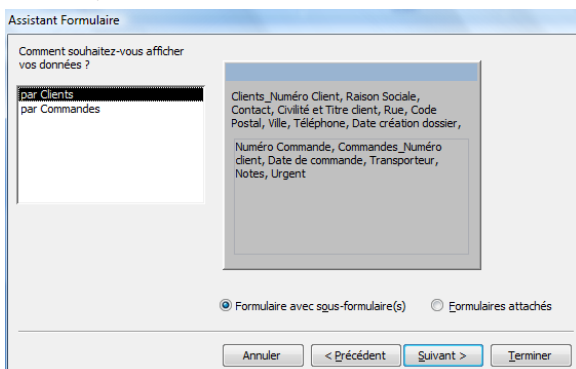 Assistant Formulaire
Comment souhaitez-vous afficher
vos données ?
par Clients
par Commandes
Clients_Numéro Client, Raison Sociale,
Contact, Civilité et Titre client, Rue, Code
Postal, Ville, Téléphone, Date création dossier,
Numéro Commande, Commandes_Numéro
client, Date de commande, Transporteur,
Notes, Urgent
Formulaire avec sous-formulaire(s) Formulaires attachés
Annuler < Précédent Suivant > Terminer